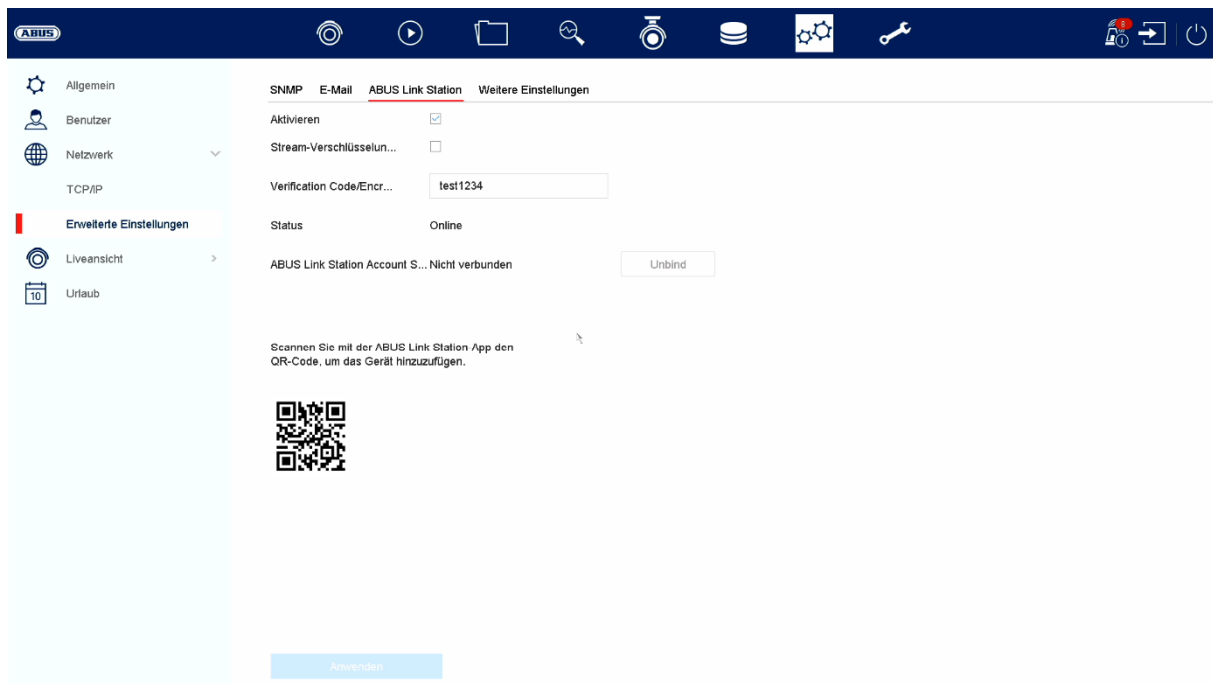 ABUS
8
Allgemein
Benutzer
Netzwerk
TCP/IP
Erweiterte Einstellungen
Liveansicht
10
Urlaub
SNMP E-Mail ABUS Link Station Weitere Einstellungen
Aktivieren
Stream-Verschlüsselun...
Verification Code/Encr... test1234
Status Online
ABUS Link Station Account S... Nicht verbunden Unbind
Scannen Sie mit der ABUS Link Station-App den
QR-Code, um das Gerät hinzuzufügen.
Anwenden